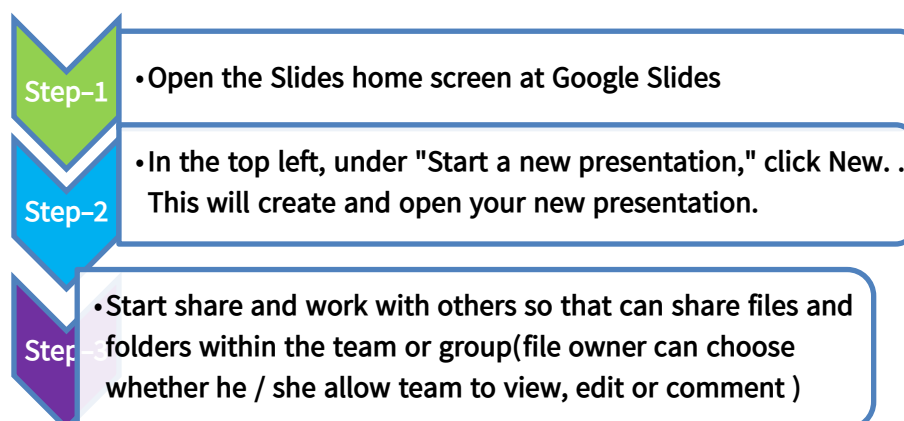 Step–1
•Open the Slides home screen at Google Slides
Step–2
•In the top left, under "Start a new presentation," click New. .
This will create and open your new presentation.
Step–3
•Start share and work with others so that can share files and
folders within the team or group(file owner can choose
whether he / she allow team to view, edit or comment )